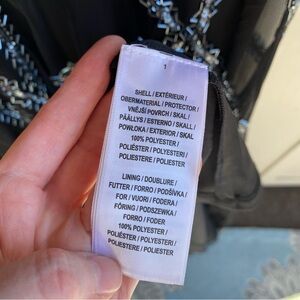 1
SHELL / EXTÉRIEUR /
OBERMATERIAL / PROTECTOR /
VNĚJŠÍ POVRCH / SKAL /
PÄÄLLYS / ESTERNO / SKALL /
POWŁOKA / EXTERIOR / SKAL
100% POLYESTER /
POLIÉSTER / POLYESTERI /
POLIESTERE / POLIESTER
LINING / DOUBLURE /
FUTTER / FORRO / PODŠÍVKA /
FOR / VUORI / FODERA /
FÔRING / PODSZEWKA /
FORRO / FODER
100% POLYESTER /
POLIÉSTER / POLYESTERI /
POLIESTERE / POLIESTER